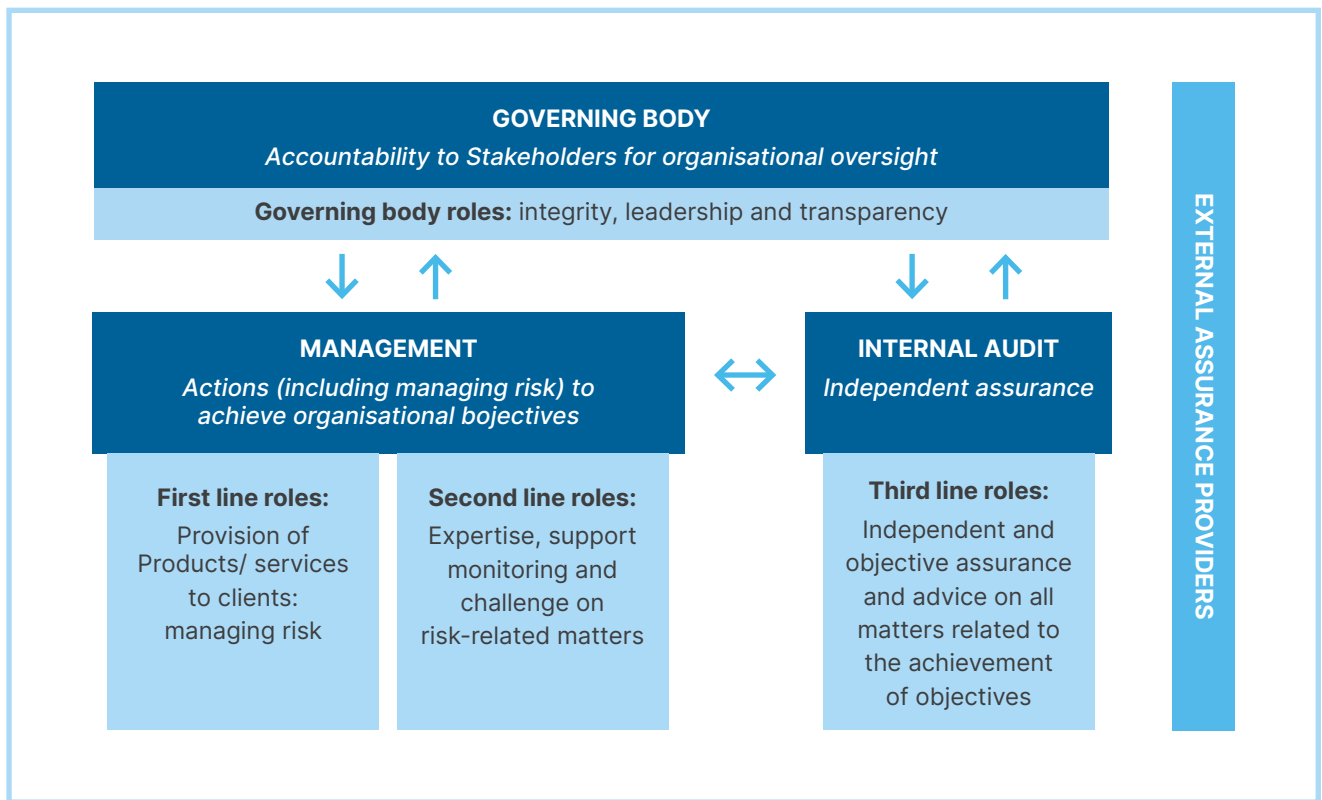 GOVERNING BODY
Accountability to Stakeholders for organisational oversight
Governing body roles: integrity, leadership and transparency
MANAGEMENT
Actions (including managing risk) to
achieve organisational bojectives
First line roles:
Provision of
Products/ services
to clients:
managing risk
Second line roles:
Expertise, support
monitoring and
challenge on
risk-related matters
INTERNAL AUDIT
Independent assurance
Third line roles:
Independent and
objective assurance
and advice on all
matters related to
the achievement
of objectives
EXTERNAL ASSURANCE PROVIDERS